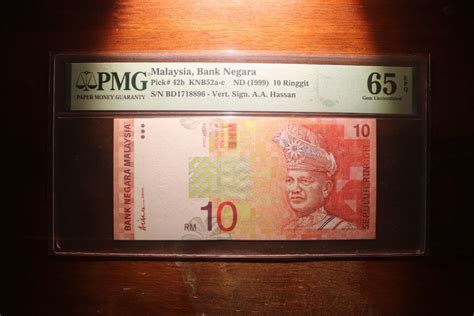 PMG
PAPER MONEY GUARANTY
Malaysia, Bank Negara
Pick# 42b KNB52a-c ND (1999) 10 Ringgit
S/N BD1718896 - Vert. Sign. A.A. Hassan
65 EPQ
Gem Uncirculated
BANK NEGARA MALAYSIA
10
RM 10
SEPULUH RINGGIT